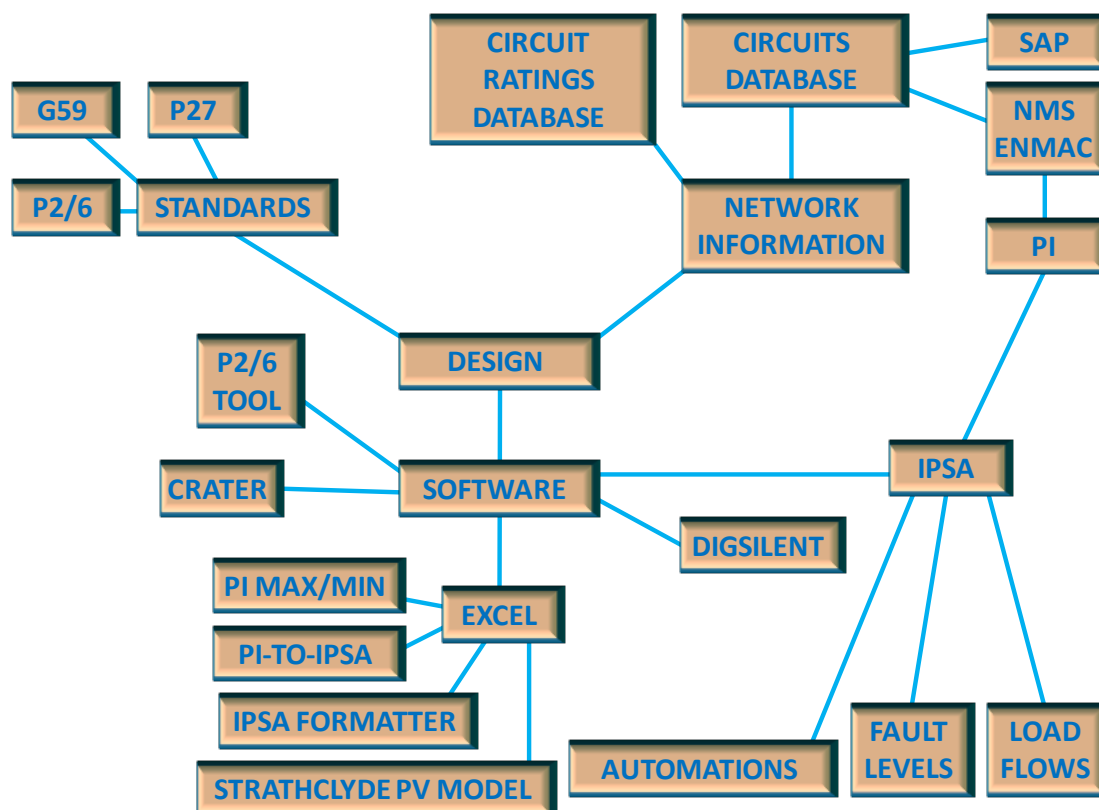 CIRCUIT
RATINGS
DATABASE
CIRCUITS
DATABASE
SAP
NMS
ENMAC
G59
P27
P2/6
STANDARDS
NETWORK
INFORMATION
PI
DESIGN
P2/6
TOOL
CRATER
SOFTWARE
IPSA
DIGSILENT
PI MAX/MIN
EXCEL
PI-TO-IPSA
IPSA FORMATTER
STRATHCLYDE PV MODEL
AUTOMATIONS
FAULT
LEVELS
LOAD
FLOWS